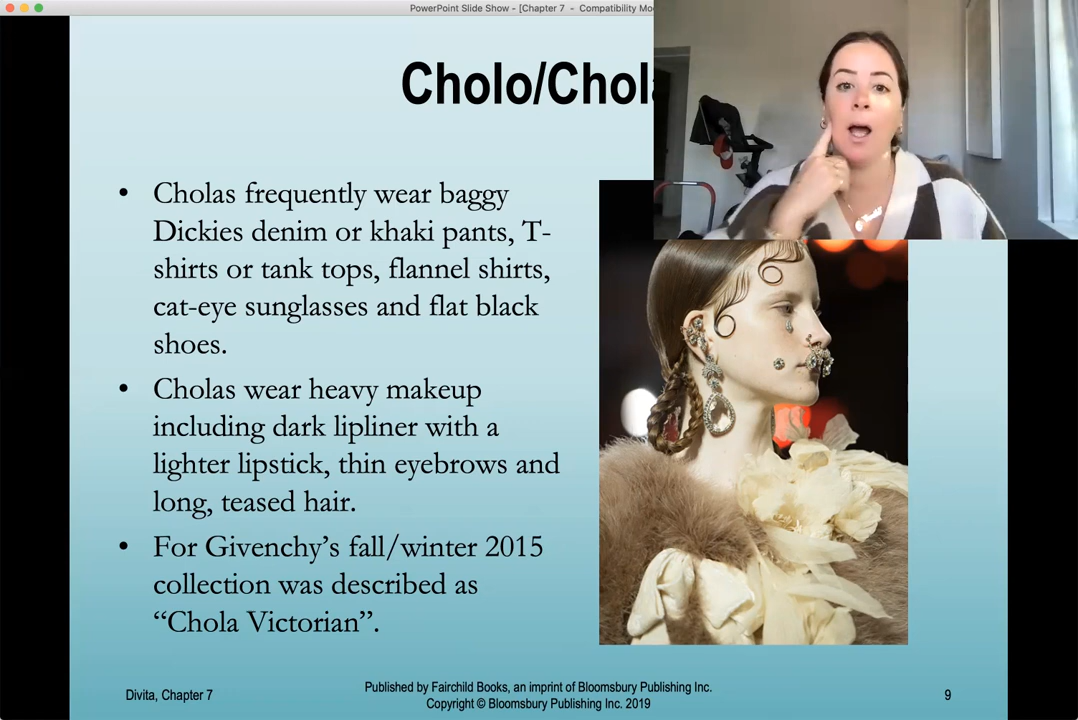 PowerPoint Slide Show - [Chapter 7 - Compatibility Mo
Cholo/Chola
• Cholas frequently wear baggy
Dickies denim or khaki pants, T-
shirts or tank tops, flannel shirts,
cat-eye sunglasses and flat black
shoes.
• Cholas wear heavy makeup
including dark lipliner with a
lighter lipstick, thin eyebrows and
long, teased hair.
• For Givenchy’s fall/winter 2015
collection was described as
“Chola Victorian”.
Divita, Chapter 7
Published by Fairchild Books, an imprint of Bloomsbury Publishing Inc.
Copyright © Bloomsbury Publishing Inc. 2019
9